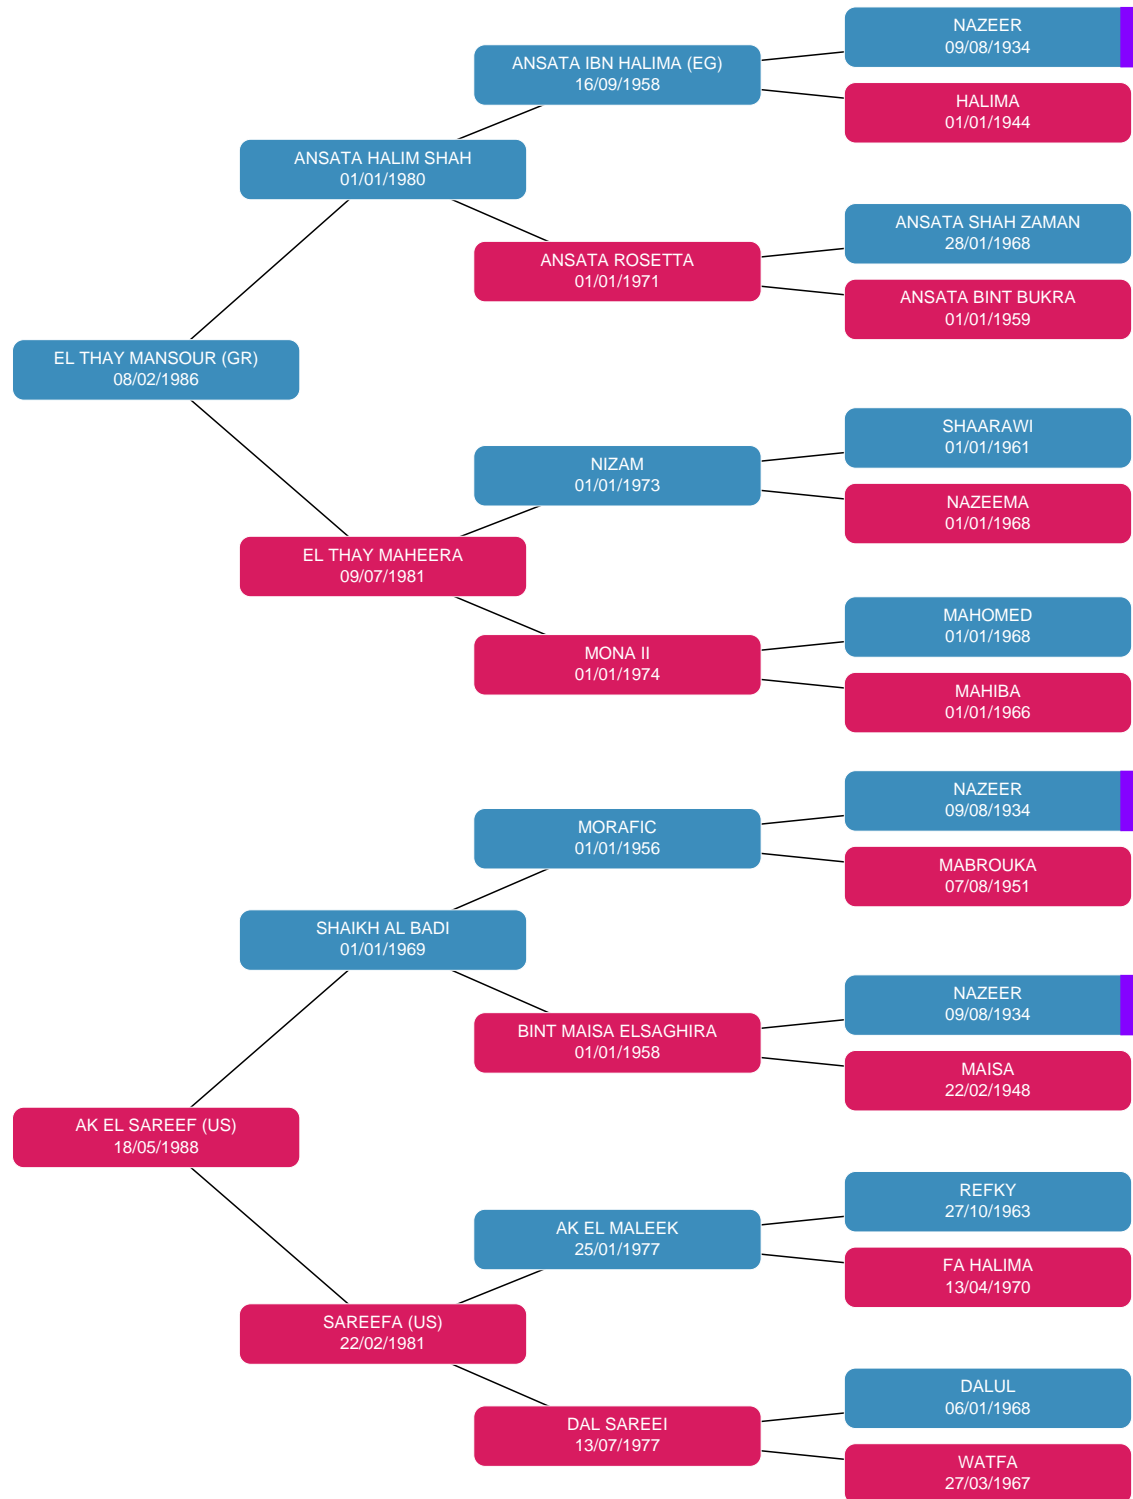 NAZEER
09/08/1934
ANSATA IBN HALIMA (EG)
16/09/1958
HALIMA
01/01/1944
ANSATA HALIM SHAH
01/01/1980
ANSATA SHAH ZAMAN
28/01/1968
ANSATA ROSETTA
01/01/1971
ANSATA BINT BUKRA
01/01/1959
EL THAY MANSOUR (GR)
08/02/1986
SHAARAWI
01/01/1961
NIZAM
01/01/1973
NAZEEMA
01/01/1968
EL THAY MAHEERA
09/07/1981
MAHOMED
01/01/1968
MONA II
01/01/1974
MAHIBA
01/01/1966
NAZEER
09/08/1934
MORAFIC
01/01/1956
MABROUKA
07/08/1951
SHAIKH AL BADI
01/01/1969
NAZEER
09/08/1934
BINT MAISA ELSAGHIRA
01/01/1958
MAISA
22/02/1948
AK EL SAREEF (US)
18/05/1988
REFKY
27/10/1963
AK EL MALEEK
25/01/1977
FA HALIMA
13/04/1970
SAREEFA (US)
22/02/1981
DALUL
06/01/1968
DAL SAREEI
13/07/1977
WATFA
27/03/1967